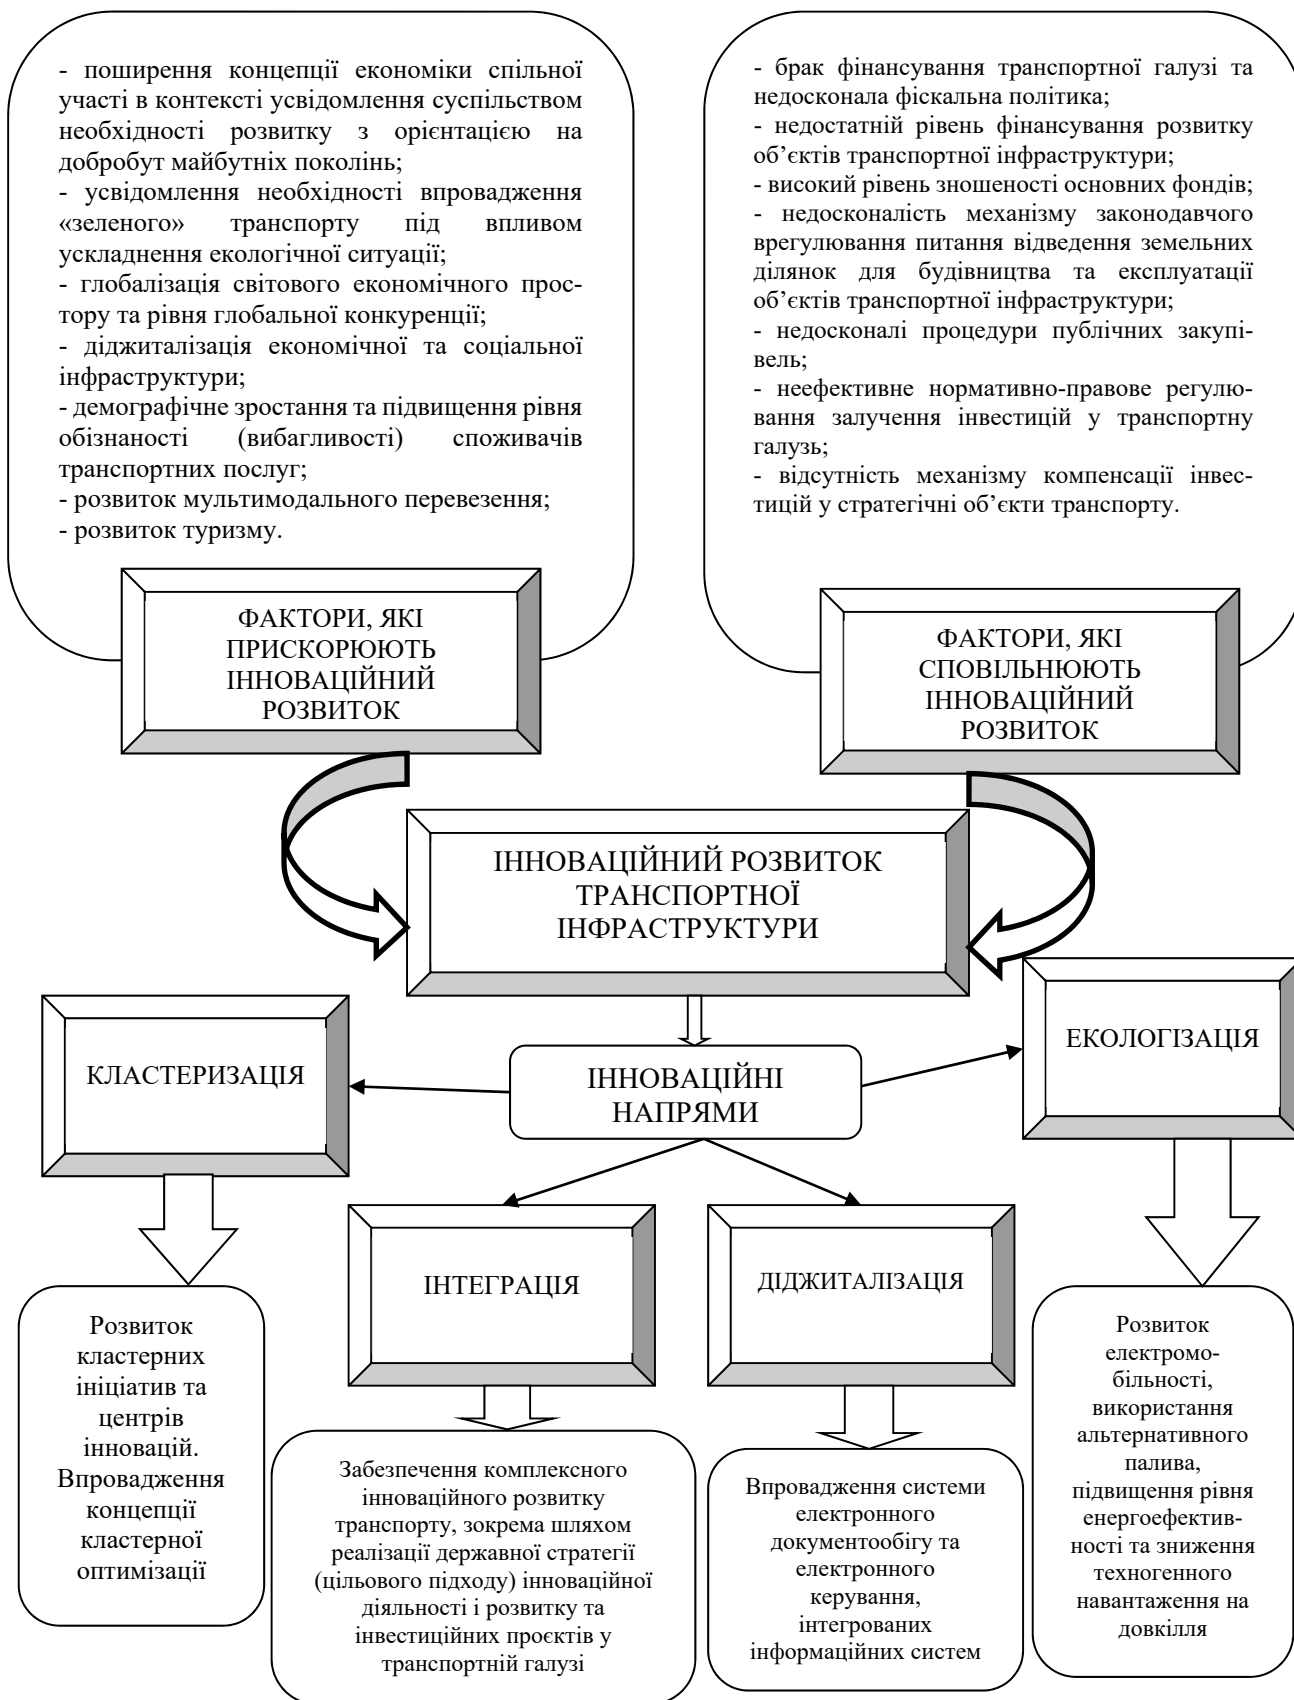 - поширення концепції економіки спільної
участі в контексті усвідомлення суспільством
необхідності розвитку з орієнтацією на
добробут майбутніх поколінь;
- усвідомлення необхідності впровадження
«зеленого» транспорту під впливом
ускладнення екологічної ситуації;
- глобалізація світового економічного прос-
тору та рівня глобальної конкуренції;
- діджиталізація економічної та соціальної
інфраструктури;
- демографічне зростання та підвищення рівня
обізнаності (вибагливості) споживачів
транспортних послуг;
- розвиток мультимодального перевезення;
- розвиток туризму.
- брак фінансування транспортної галузі та
недосконала фіскальна політика;
- недостатній рівень фінансування розвитку
об’єктів транспортної інфраструктури;
- високий рівень зношеності основних фондів;
- недосконалість механізму законодавчого
врегулювання питання відведення земельних
ділянок для будівництва та експлуатації
об’єктів транспортної інфраструктури;
- недосконалі процедури публічних закупі-
вель;
- неефективне нормативно-правове регулю-
вання залучення інвестицій у транспортну
галузь;
- відсутність механізму компенсації інвес-
тицій у стратегічні об’єкти транспорту.
ФАКТОРИ, ЯКІ
ПРИСКОРЮЮТЬ
ІННОВАЦІЙНИЙ
РОЗВИТОК
ФАКТОРИ, ЯКІ
СПОВІЛЬНЮЮТЬ
ІННОВАЦІЙНИЙ
РОЗВИТОК
ІННОВАЦІЙНИЙ РОЗВИТОК
ТРАНСПОРТНОЇ
ІНФРАСТРУКТУРИ
ІННОВАЦІЙНІ
НАПРЯМИ
КЛАСТЕРИЗАЦІЯ
ЕКОЛОГІЗАЦІЯ
ІНТЕГРАЦІЯ
ДІДЖИТАЛІЗАЦІЯ
Розвиток
кластерних
ініціатив та
центрів
інновацій.
Впровадження
концепції
кластерної
оптимізації
Забезпечення комплексного
інноваційного розвитку
транспорту, зокрема шляхом
реалізації державної стратегії
(цільового підходу) інноваційної
діяльності і розвитку та
інвестиційних проєктів у
транспортній галузі
Впровадження системи
електронного
документообігу та
електронного
керування,
інтегрованих
інформаційних систем
Розвиток
електромо-
більності,
використання
альтернативного
палива,
підвищення рівня
енергоефектив-
ності та зниження
техногенного
навантаження на
довкілля